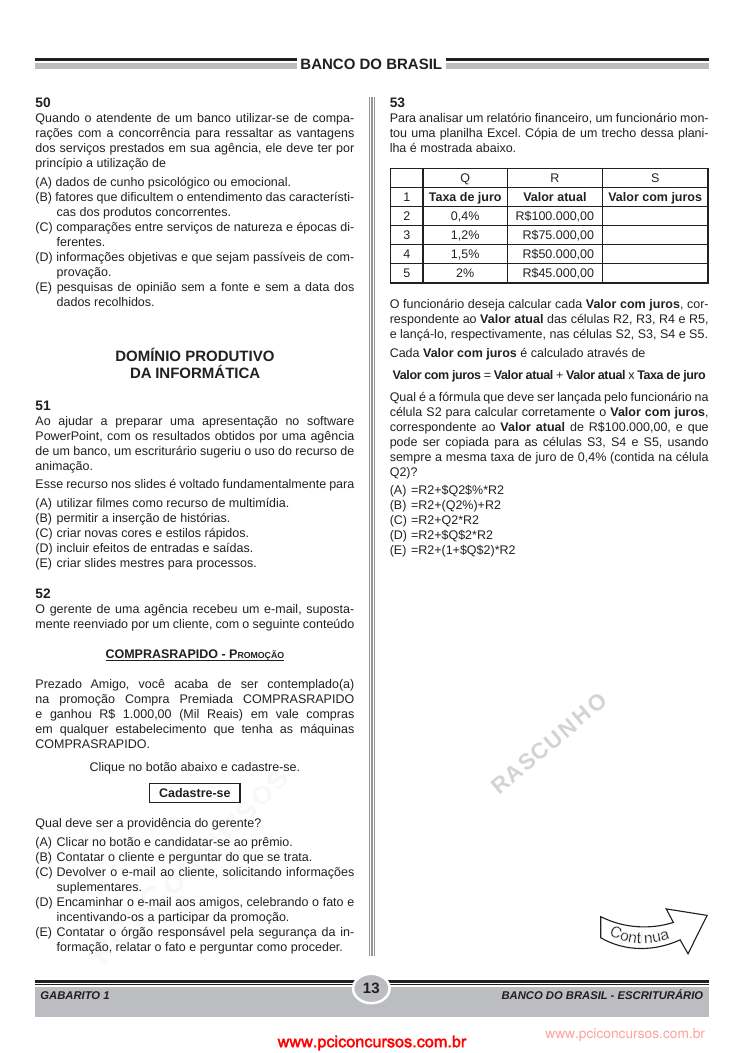 BANCO DO BRASIL
50
Quando o atendente de um banco utilizar-se de compa-
rações com a concorrência para ressaltar as vantagens
dos serviços prestados em sua agência, ele deve ter por
princípio a utilização de
(A) dados de cunho psicológico ou emocional.
(B) fatores que dificultem o entendimento das característi-
cas dos produtos concorrentes.
(C) comparações entre serviços de natureza e épocas di-
ferentes.
(D) informações objetivas e que sejam passíveis de com-
provação.
(E) pesquisas de opinião sem a fonte e sem a data dos
dados recolhidos.
DOMÍNIO PRODUTIVO
DA INFORMÁTICA
51
Ao ajudar a preparar uma apresentação no software
PowerPoint, com os resultados obtidos por uma agência
de um banco, um escriturário sugeriu o uso do recurso de
animação.
Esse recurso nos slides é voltado fundamentalmente para
(A) utilizar filmes como recurso de multimídia.
(B) permitir a inserção de histórias.
(C) criar novas cores e estilos rápidos.
(D) incluir efeitos de entradas e saídas.
(E) criar slides mestres para processos.
52
O gerente de uma agência recebeu um e-mail, suposta-
mente reenviado por um cliente, com o seguinte conteúdo
COMPRASRAPIDO - PROMOÇÃO
Prezado Amigo, você acaba de ser contemplado(a)
na promoção Compra Premiada COMPRASRAPIDO
e ganhou R$ 1.000,00 (Mil Reais) em vale compras
em qualquer estabelecimento que tenha as máquinas
COMPRASRAPIDO.
Clique no botão abaixo e cadastre-se.
Cadastre-se
Qual deve ser a providência do gerente?
(A) Clicar no botão e candidatar-se ao prêmio.
(B) Contatar o cliente e perguntar do que se trata.
(C) Devolver o e-mail ao cliente, solicitando informações
suplementares.
(D) Encaminhar o e-mail aos amigos, celebrando o fato e
incentivando-os a participar da promoção.
(E) Contatar o órgão responsável pela segurança da in-
formação, relatar o fato e perguntar como proceder.
53
Para analisar um relatório financeiro, um funcionário mon-
tou uma planilha Excel. Cópia de um trecho dessa plani-
lha é mostrada abaixo.
Q R S
1 Taxa de juro Valor atual Valor com juros
2 0,4% R$100.000,00
3 1,2% R$75.000,00
4 1,5% R$50.000,00
5 2% R$45.000,00
O funcionário deseja calcular cada Valor com juros, cor-
respondente ao Valor atual das células R2, R3, R4 e R5,
e lançá-lo, respectivamente, nas células S2, S3, S4 e S5.
Cada Valor com juros é calculado através de
Valor com juros = Valor atual + Valor atual x Taxa de juro
Qual é a fórmula que deve ser lançada pelo funcionário na
célula S2 para calcular corretamente o Valor com juros,
correspondente ao Valor atual de R$100.000,00, e que
pode ser copiada para as células S3, S4 e S5, usando
sempre a mesma taxa de juro de 0,4% (contida na célula
Q2)?
(A) =R2+$Q2$%*R2
(B) =R2+(Q2%)+R2
(C) =R2+Q2*R2
(D) =R2+$Q$2*R2
(E) =R2+(1+$Q$2)*R2
RASCUNHO
Cont nua
GABARITO 1
13
BANCO DO BRASIL - ESCRITURÁRIO
www.pciconcursos.com.br
www.pciconcursos.com.br